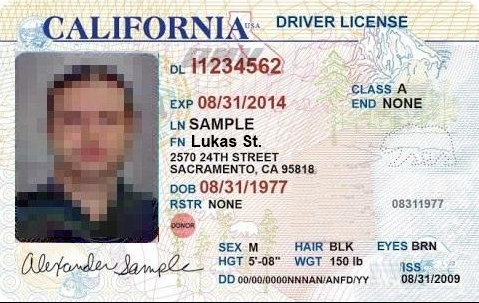 CALIFORNIA USA DRIVER LICENSE
DMV
DL I1234562
CLASS A
EXP 08/31/2014 END NONE
LN SAMPLE
FN Lukas St.
2570 24TH STREET
SACRAMENTO, CA 95818
DOB 08/31/1977
RSTR NONE 08311977
DONOR
SEX M HAIR BLK EYES BRN
HGT 5'-08" WGT 150 lb ISS
DD 00/00/0000NNNAN/ANFD/YY 08/31/2009
Alexander Sample